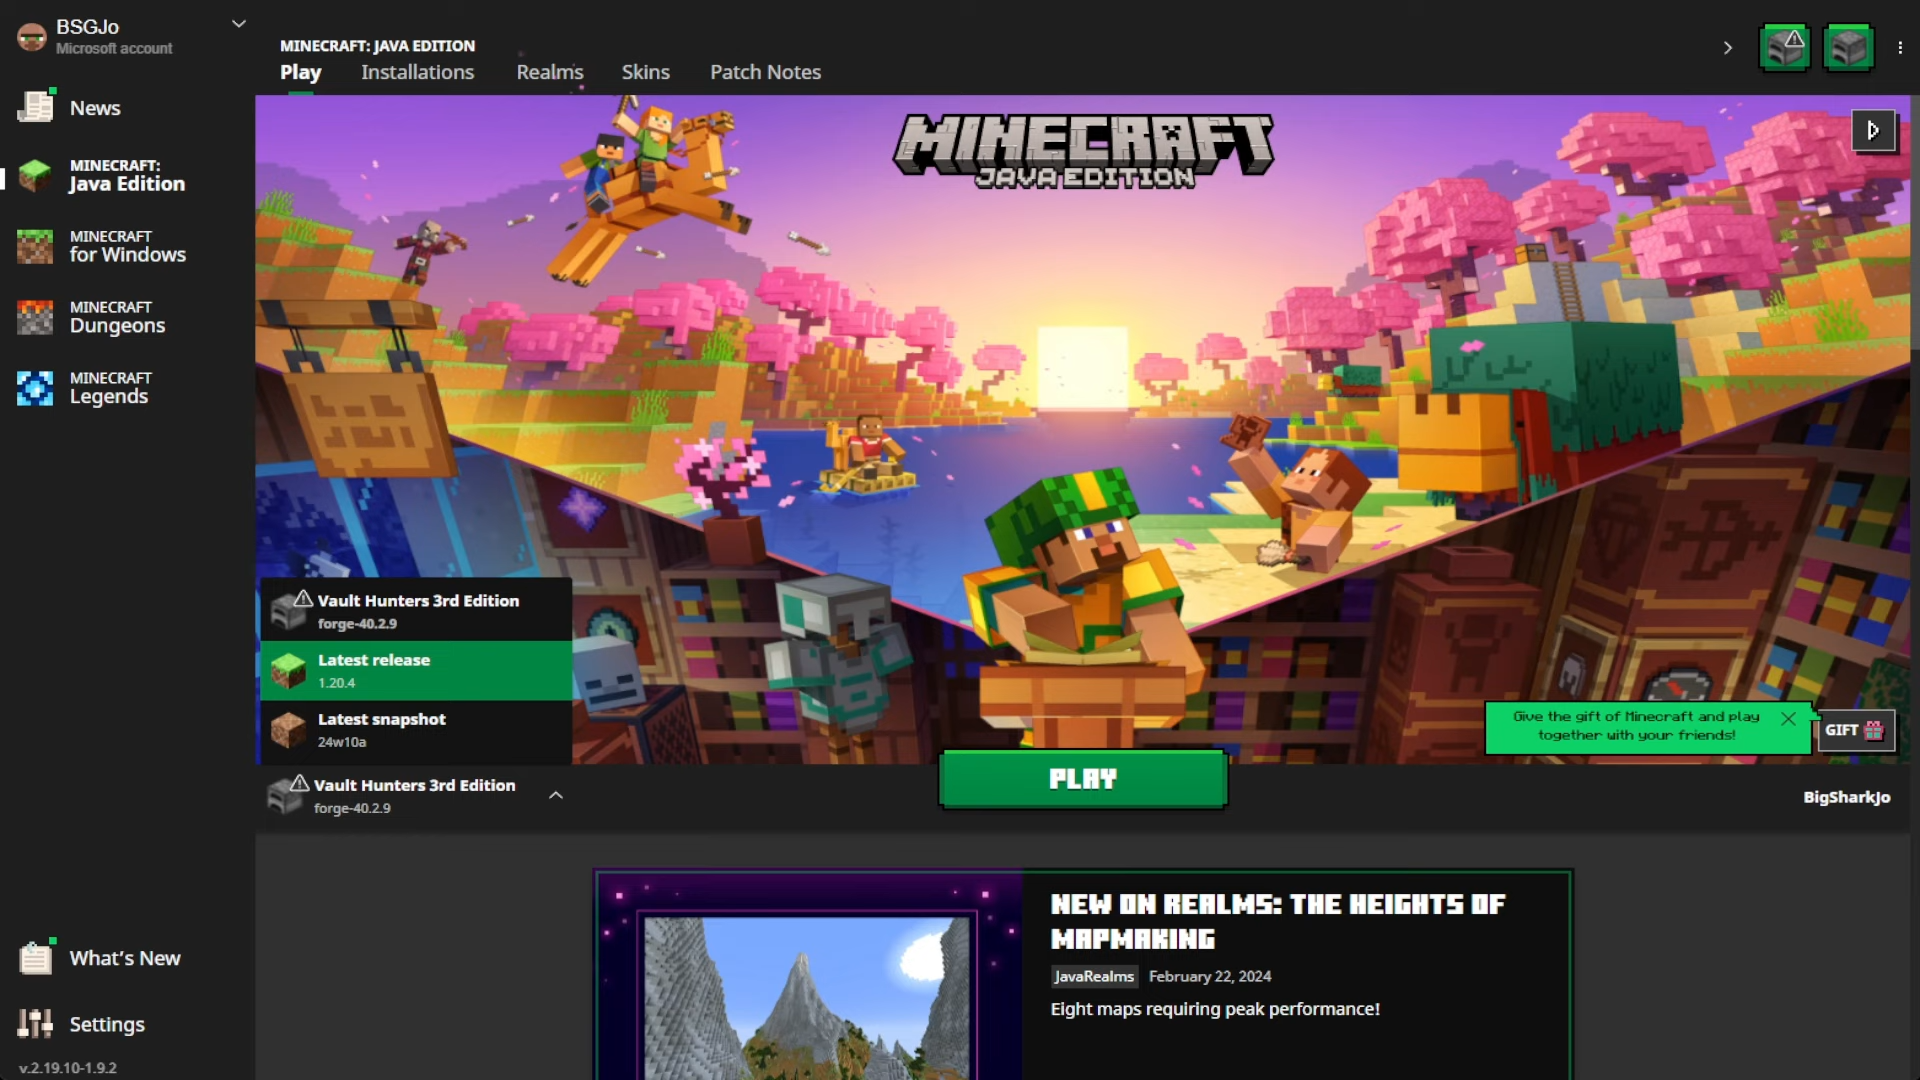 BSGJo
Microsoft account
News
MINECRAFT:
Java Edition
MINECRAFT
for Windows
MINECRAFT
Dungeons
MINECRAFT
Legends
What's New
Settings
v.2.19.10-1.9.2
MINECRAFT: JAVA EDITION
Play Installations Realms Skins Patch Notes
MINECRAFT
JAVA EDITION
Vault Hunters 3rd Edition
forge-40.2.9
Latest release
1.20.4
Latest snapshot
24w10a
Give the gift of Minecraft and play
together with your friends!
GIFT
Vault Hunters 3rd Edition
forge-40.2.9
PLAY
BigSharkJo
NEW ON REALMS: THE HEIGHTS OF
MAPMAKING
JavaRealms February 22, 2024
Eight maps requiring peak performance!